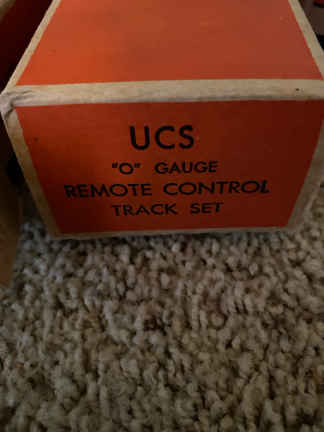 UCS
"O" GAUGE
REMOTE CONTROL
TRACK SET